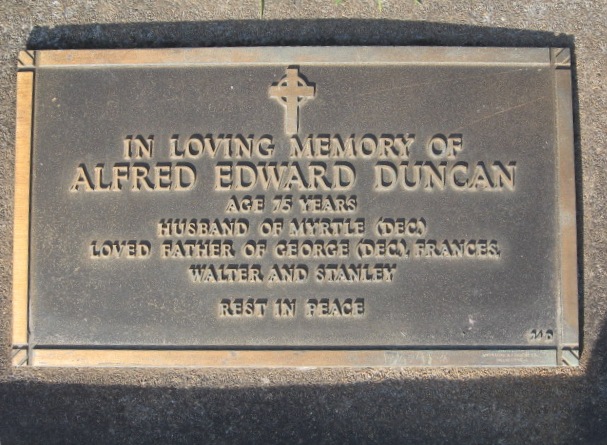 IN LOVING MEMORY OF
ALFRED EDWARD DUNCAN
AGE 75 YEARS
HUSBAND OF MYRTLE (DEC.)
LOVED FATHER OF GEORGE (DEC.), FRANCES,
WALTER AND STANLEY
REST IN PEACE